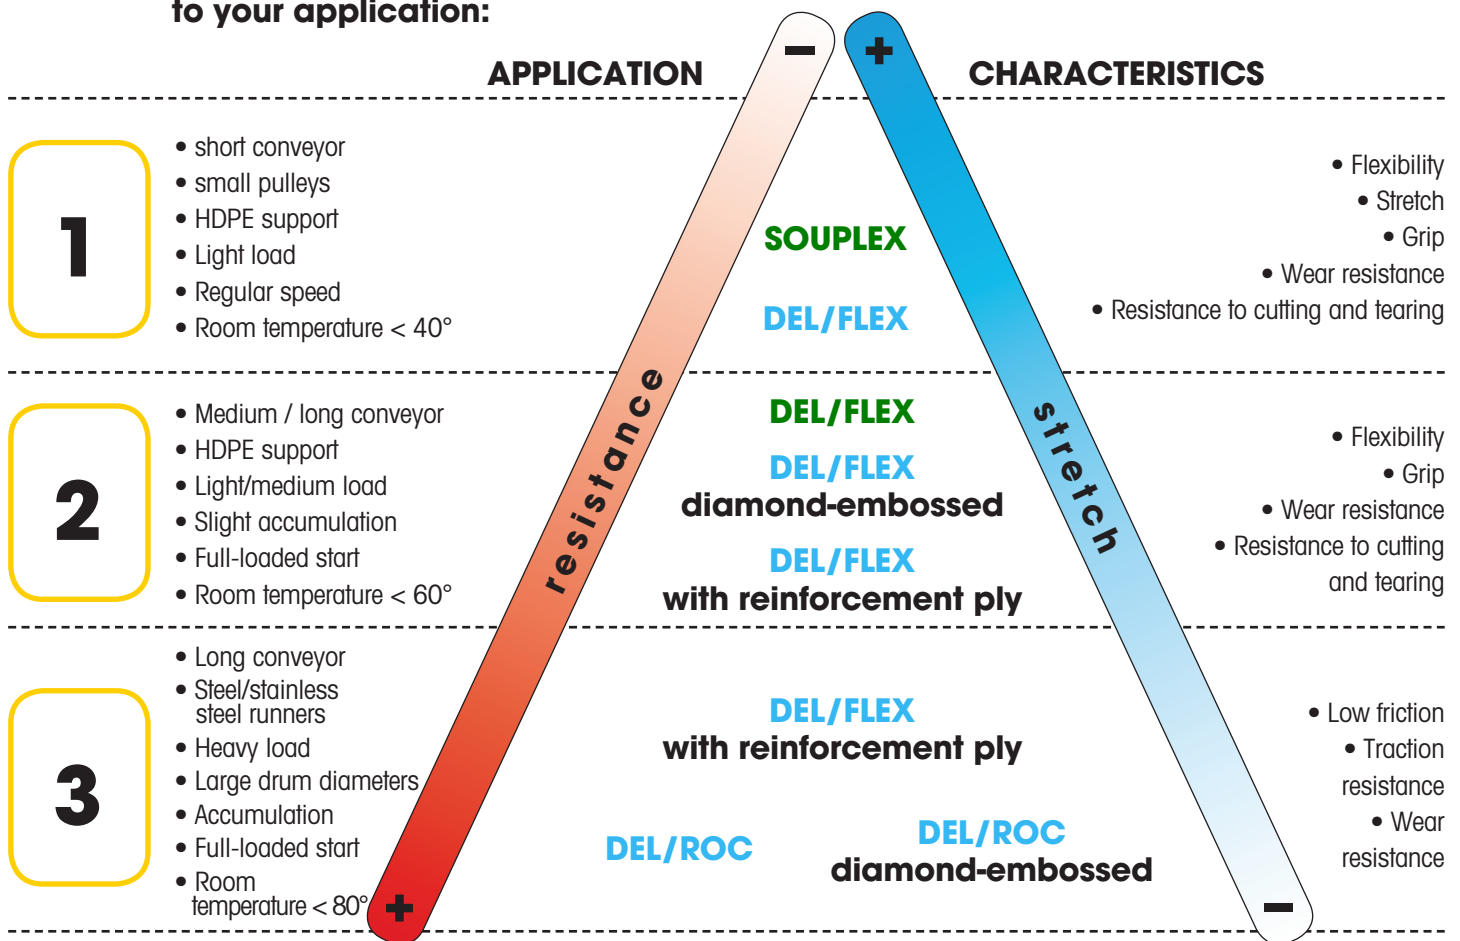 to your application:
APPLICATION
CHARACTERISTICS
−
+
1
• short conveyor
• small pulleys
• HDPE support
• Light load
• Regular speed
• Room temperature < 40°
SOUPLEX
DEL/FLEX
• Flexibility
• Stretch
• Grip
• Wear resistance
• Resistance to cutting and tearing
resistance
stretch
2
• Medium / long conveyor
• HDPE support
• Light/medium load
• Slight accumulation
• Full-loaded start
• Room temperature < 60°
DEL/FLEX
DEL/FLEX
diamond-embossed
DEL/FLEX
with reinforcement ply
• Flexibility
• Grip
• Wear resistance
• Resistance to cutting
and tearing
3
• Long conveyor
• Steel/stainless
steel runners
• Heavy load
• Large drum diameters
• Accumulation
• Full-loaded start
• Room
temperature < 80°
DEL/FLEX
with reinforcement ply
DEL/ROC
DEL/ROC
diamond-embossed
• Low friction
• Traction
resistance
• Wear
resistance
+
−